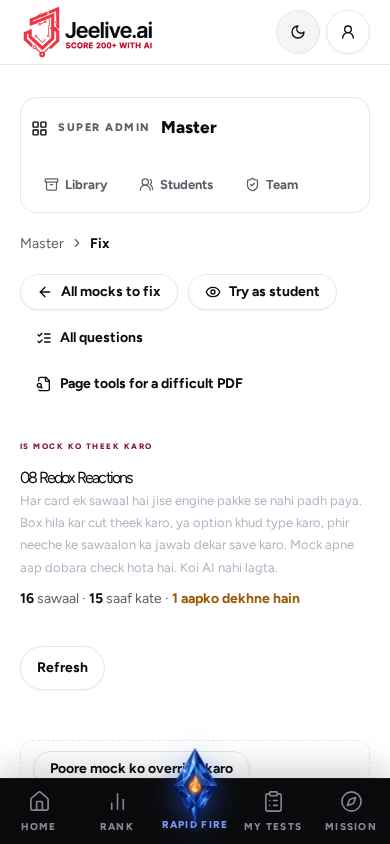 Jeelive.ai
SCORE 200+ WITH AI
SUPER ADMIN Master
Library Students Team
Master > Fix
All mocks to fix Try as student
All questions
Page tools for a difficult PDF
IS MOCK KO THEEK KARO
08 Redox Reactions
Har card ek sawaal hai jise engine pakke se nahi padh paya.
Box hila kar cut theek karo, ya option khud type karo, phir
neeche ke sawaalon ka jawab dekar save karo. Mock apne
aap dobara check hota hai. Koi AI nahi lagta.
16 sawaal · 15 saaf kate · 1 aapko dekhne hain
Refresh
Poore mock ko karo
HOME RANK RAPID FIRE MY TESTS MISSION